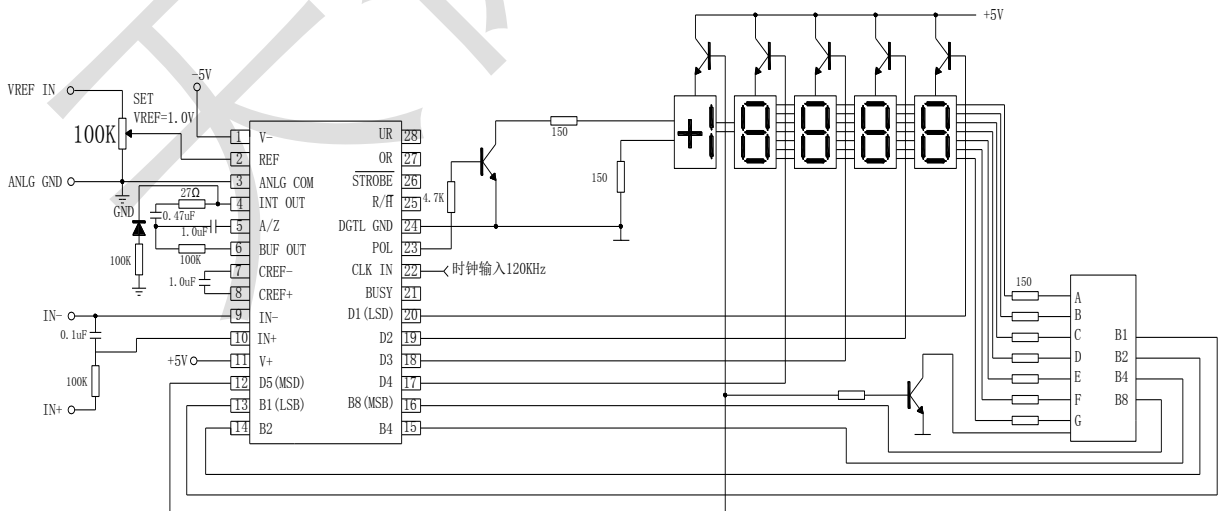 +5V
VREF IN
-5V
SET
VREF=1.0V
100K
ANLG GND
GND
27Ω
0.47uF
1.0uF
100K
100K
1.0uF
IN-
0.1uF
+5V
100K
IN+
1 V-
2 REF
3 ANLG COM
4 INT OUT
5 A/Z
6 BUF OUT
7 CREF-
8 CREF+
9 IN-
10 IN+
11 V+
12 D5(MSD)
13 B1(LSB)
14 B2
UR 28
OR 27
STROBE 26
R/H 25
DGTL GND 24
POL 23
CLK IN 22
BUSY 21
D1(LSD) 20
D2 19
D3 18
D4 17
B8(MSB) 16
B4 15
4.7K
150
150
时钟输入120KHz
+1 8 8 8 8
150
A
B
C
D
E
F
G
B1
B2
B4
B8